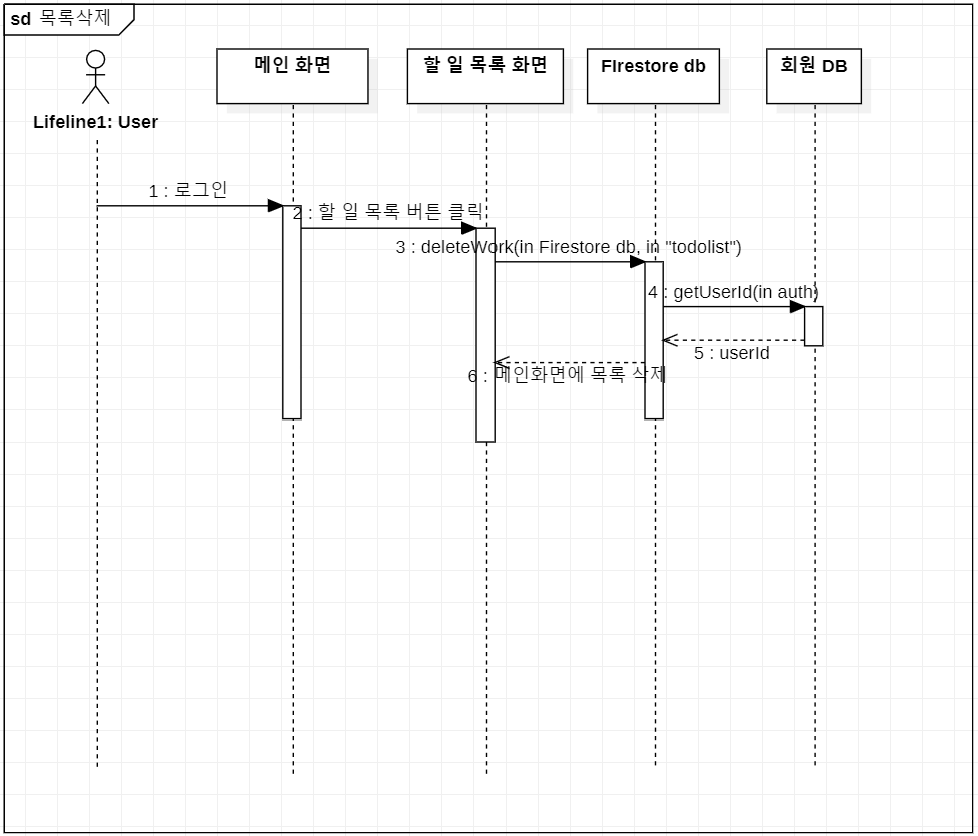 sd 목록삭제
Lifeline1: User
메인 화면
할 일 목록 화면
FIrestore db
회원 DB
1 : 로그인
2 : 할 일 목록 버튼 클릭
3 : deleteWork(in Firestore db, in "todolist")
4 : getUserId(in auth)
5 : userId
6 : 메인화면에 목록 삭제